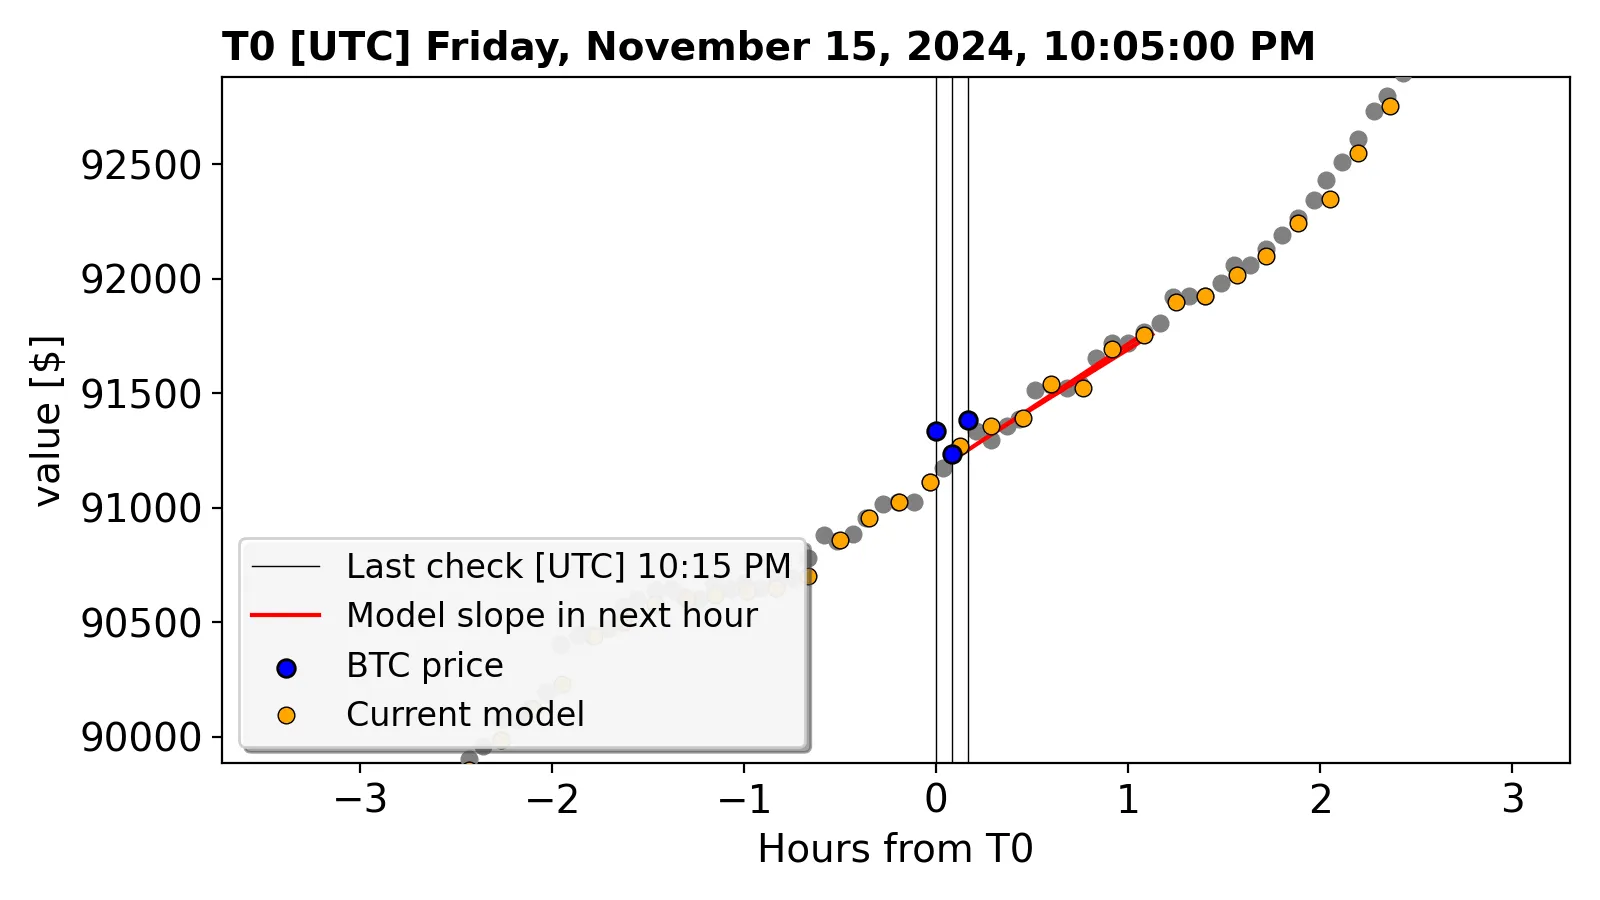 T0 [UTC] Friday, November 15, 2024, 10:05:00 PM
value [$]
92500
92000
91500
91000
90500
90000
Last check [UTC] 10:15 PM
Model slope in next hour
BTC price
Current model
−3 −2 −1 0 1 2 3
Hours from T0